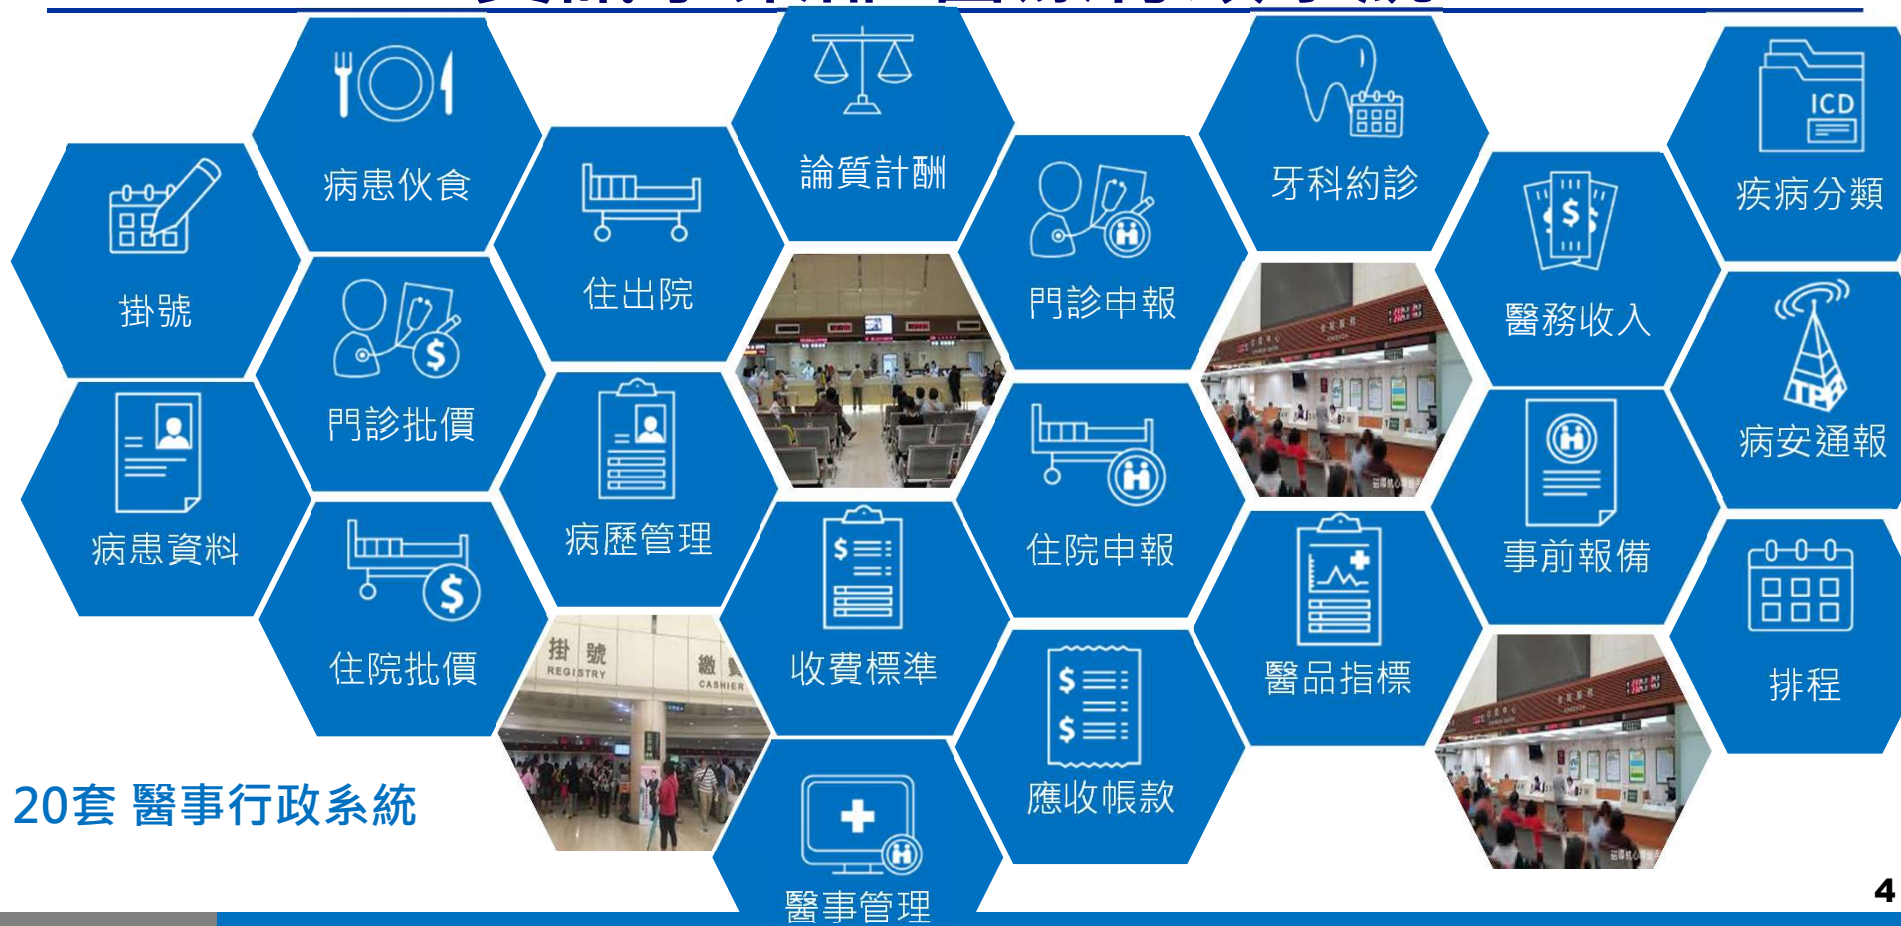 病患伙食
論質計酬
牙科約診
ICD
疾病分類
掛號
住出院
門診申報
醫務收入
$
門診批價
$
病患資料
病歷管理
住院申報
事前報備
病安通報
住院批價
$
收費標準
$
醫品指標
排程
掛號
REGISTRY
CASHIER
應收帳款
$
$
醫事管理
20套 醫事行政系統
4